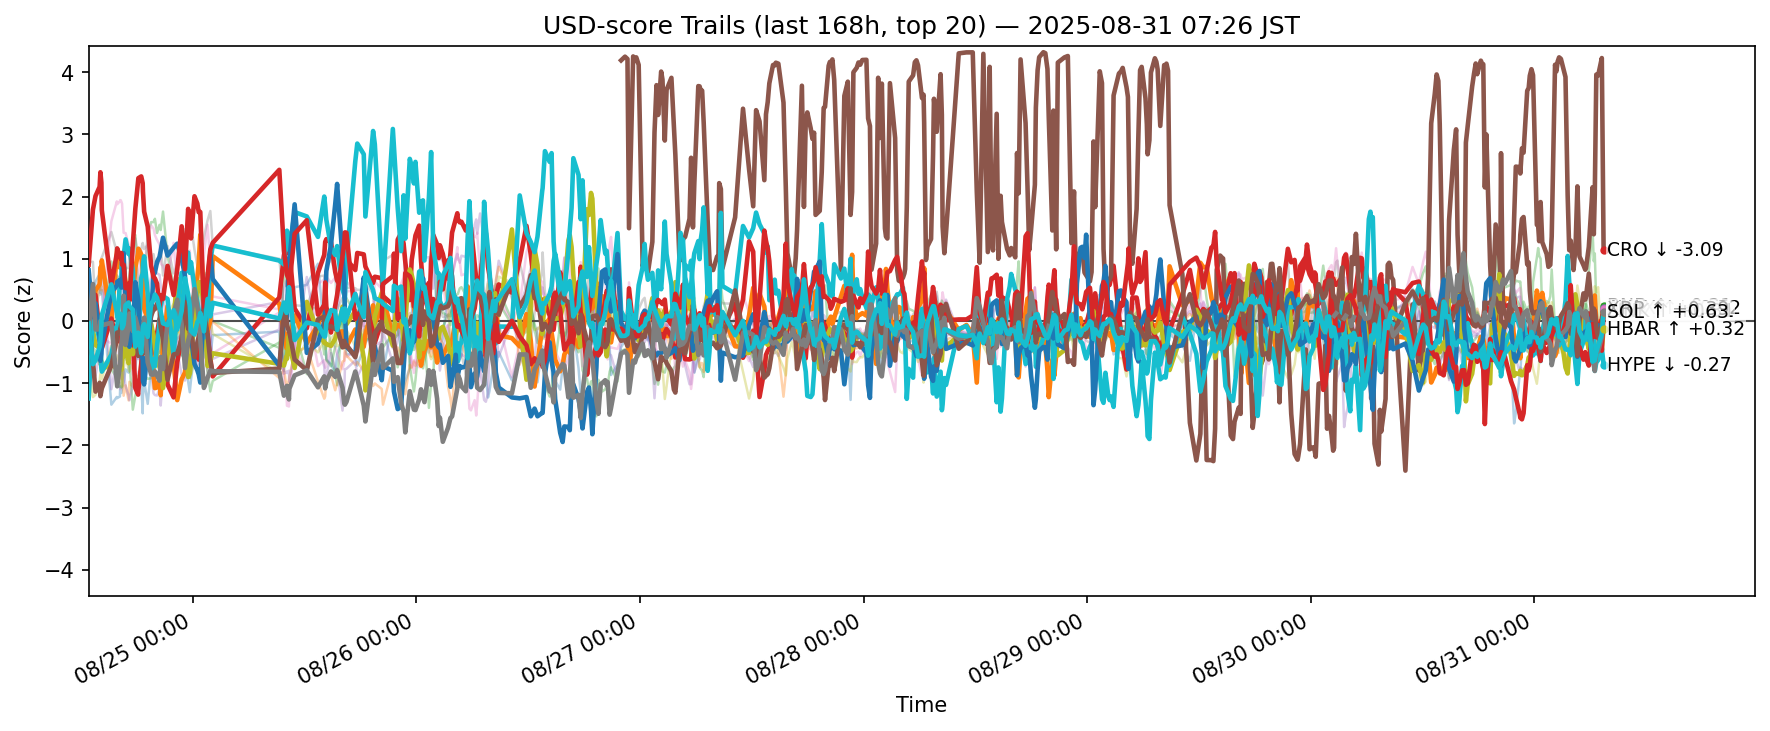 USD-score Trails (last 168h, top 20) — 2025-08-31 07:26 JST
Score (z)
4
3
2
1
0
−1
−2
−3
−4
CRO ↓ -3.09
SOL ↑ +0.63
HBAR ↑ +0.32
HYPE ↓ -0.27
08/25 00:00
08/26 00:00
08/27 00:00
08/28 00:00
08/29 00:00
08/30 00:00
08/31 00:00
Time